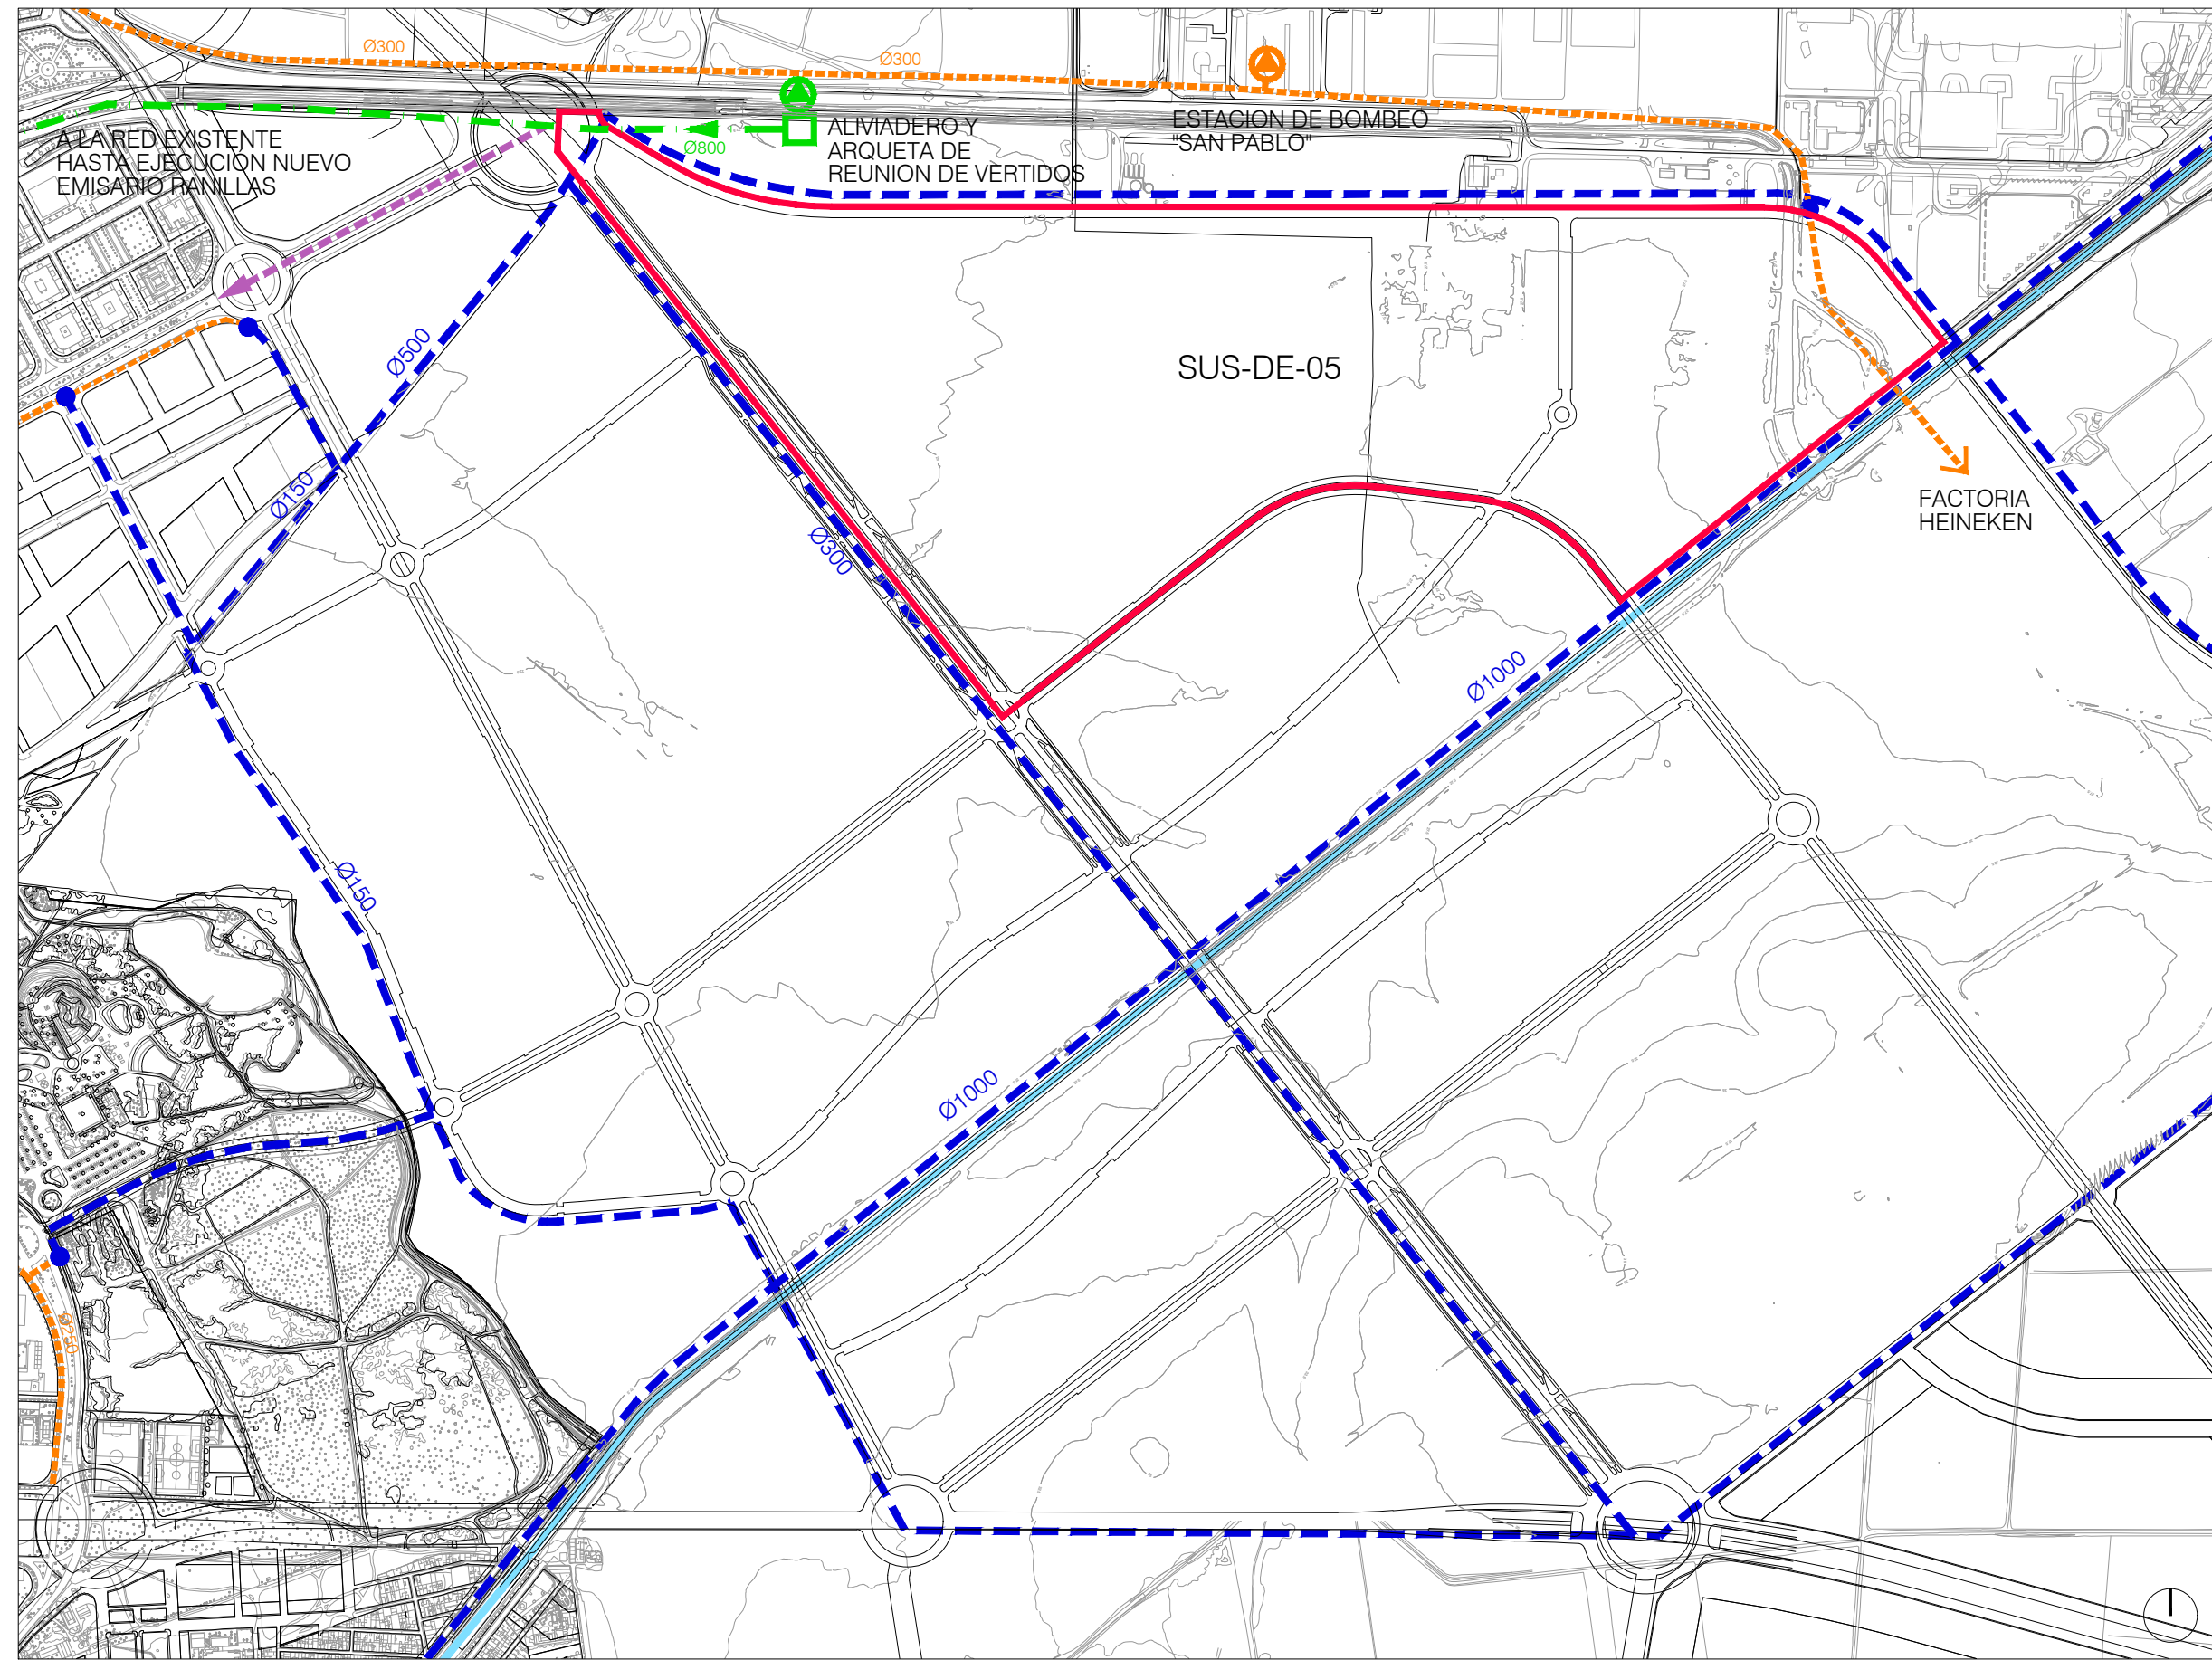 Ø300
Ø300
A LA RED EXISTENTE
HASTA EJECUCIÓN NUEVO
EMISARIO RANILLAS
Ø800
ALIVIADERO Y
ARQUETA DE
REUNION DE VERTIDOS
ESTACION DE BOMBEO
"SAN PABLO"
SUS-DE-05
Ø500
Ø150
Ø300
FACTORIA
HEINEKEN
Ø1000
Ø150
Ø1000
Ø250